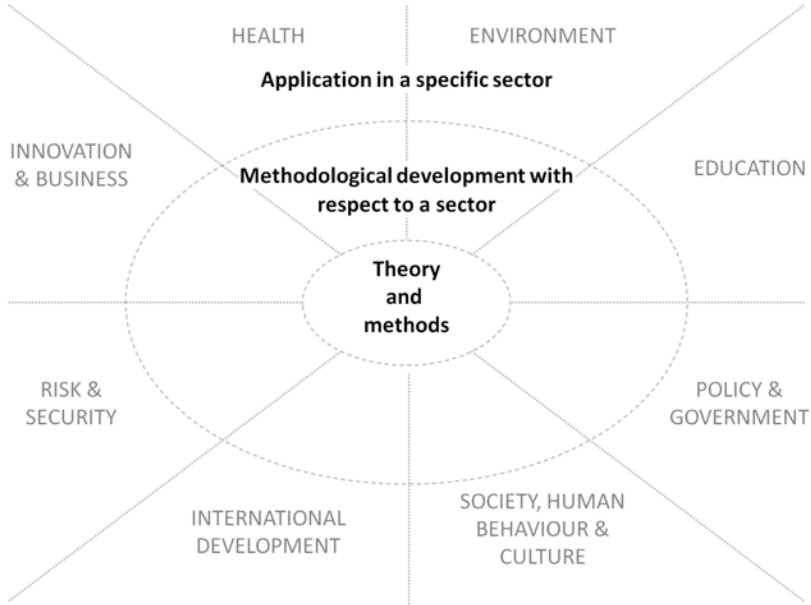 HEALTH
ENVIRONMENT
Application in a specific sector
INNOVATION
& BUSINESS
EDUCATION
Methodological development with
respect to a sector
Theory
and
methods
RISK &
SECURITY
POLICY &
GOVERNMENT
INTERNATIONAL
DEVELOPMENT
SOCIETY, HUMAN
BEHAVIOUR &
CULTURE